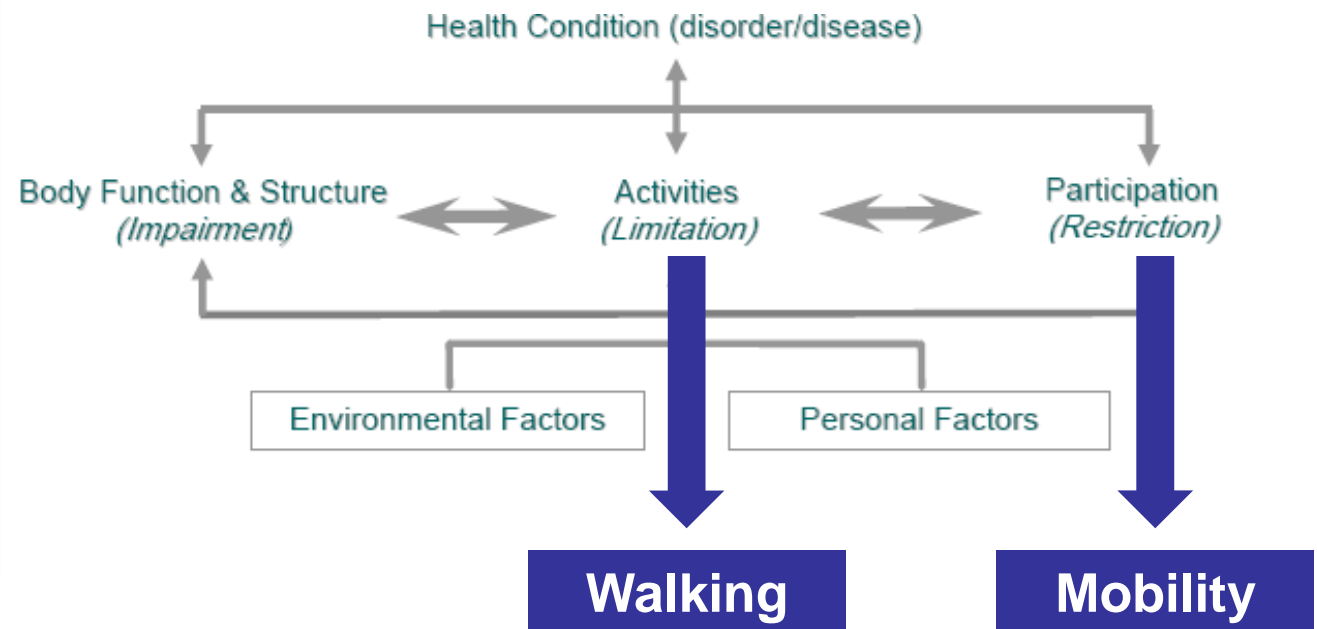 Health Condition (disorder/disease)
Body Function & Structure
(Impairment)
Activities
(Limitation)
Participation
(Restriction)
Environmental Factors
Personal Factors
Walking
Mobility